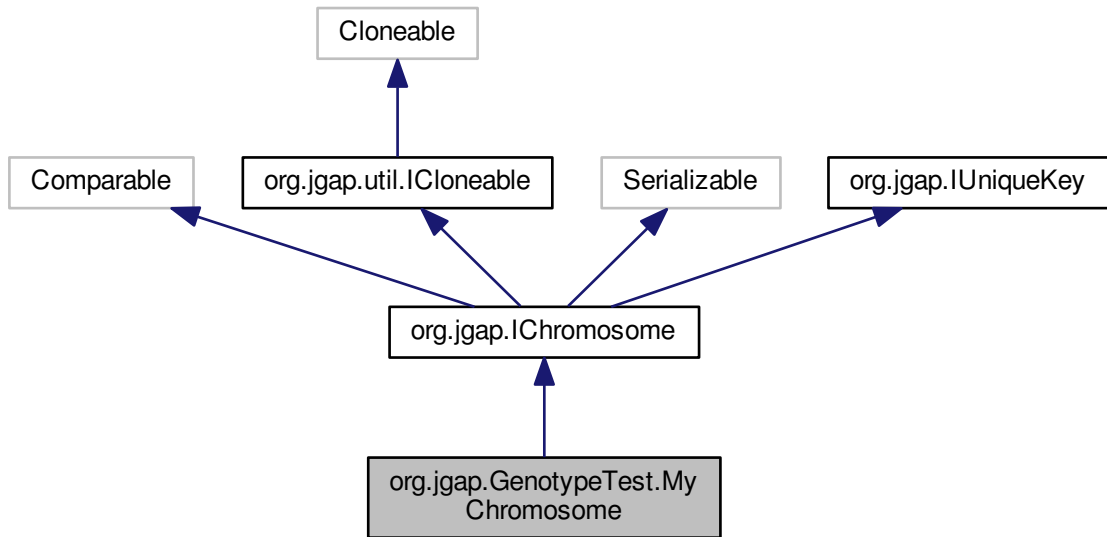 Cloneable
Comparable
org.jgap.util.ICloneable
Serializable
org.jgap.IUniqueKey
org.jgap.IChromosome
org.jgap.GenotypeTest.My
Chromosome